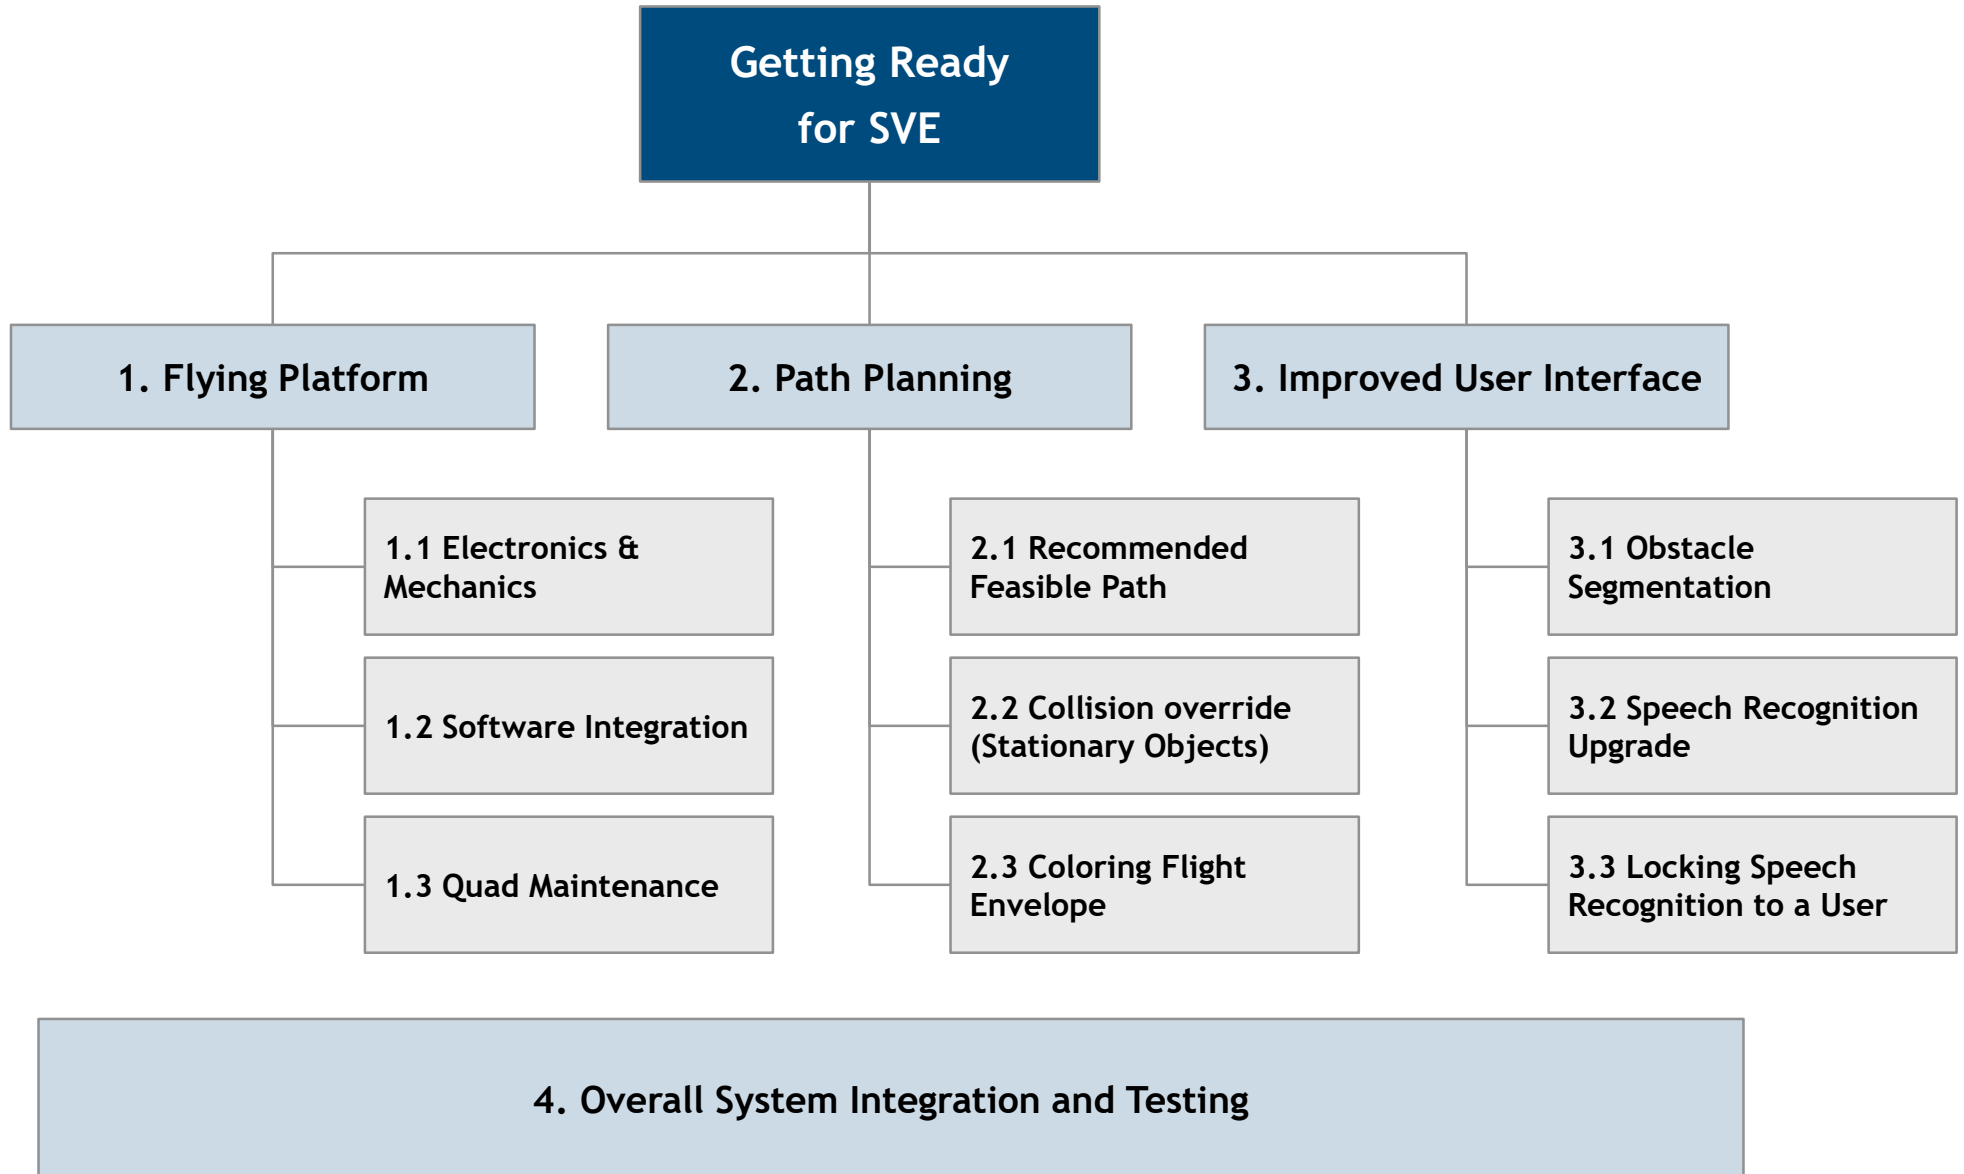 Getting Ready
for SVE
1. Flying Platform
2. Path Planning
3. Improved User Interface
1.1 Electronics &
Mechanics
1.2 Software Integration
1.3 Quad Maintenance
2.1 Recommended
Feasible Path
2.2 Collision override
(Stationary Objects)
2.3 Coloring Flight
Envelope
3.1 Obstacle
Segmentation
3.2 Speech Recognition
Upgrade
3.3 Locking Speech
Recognition to a User
4. Overall System Integration and Testing